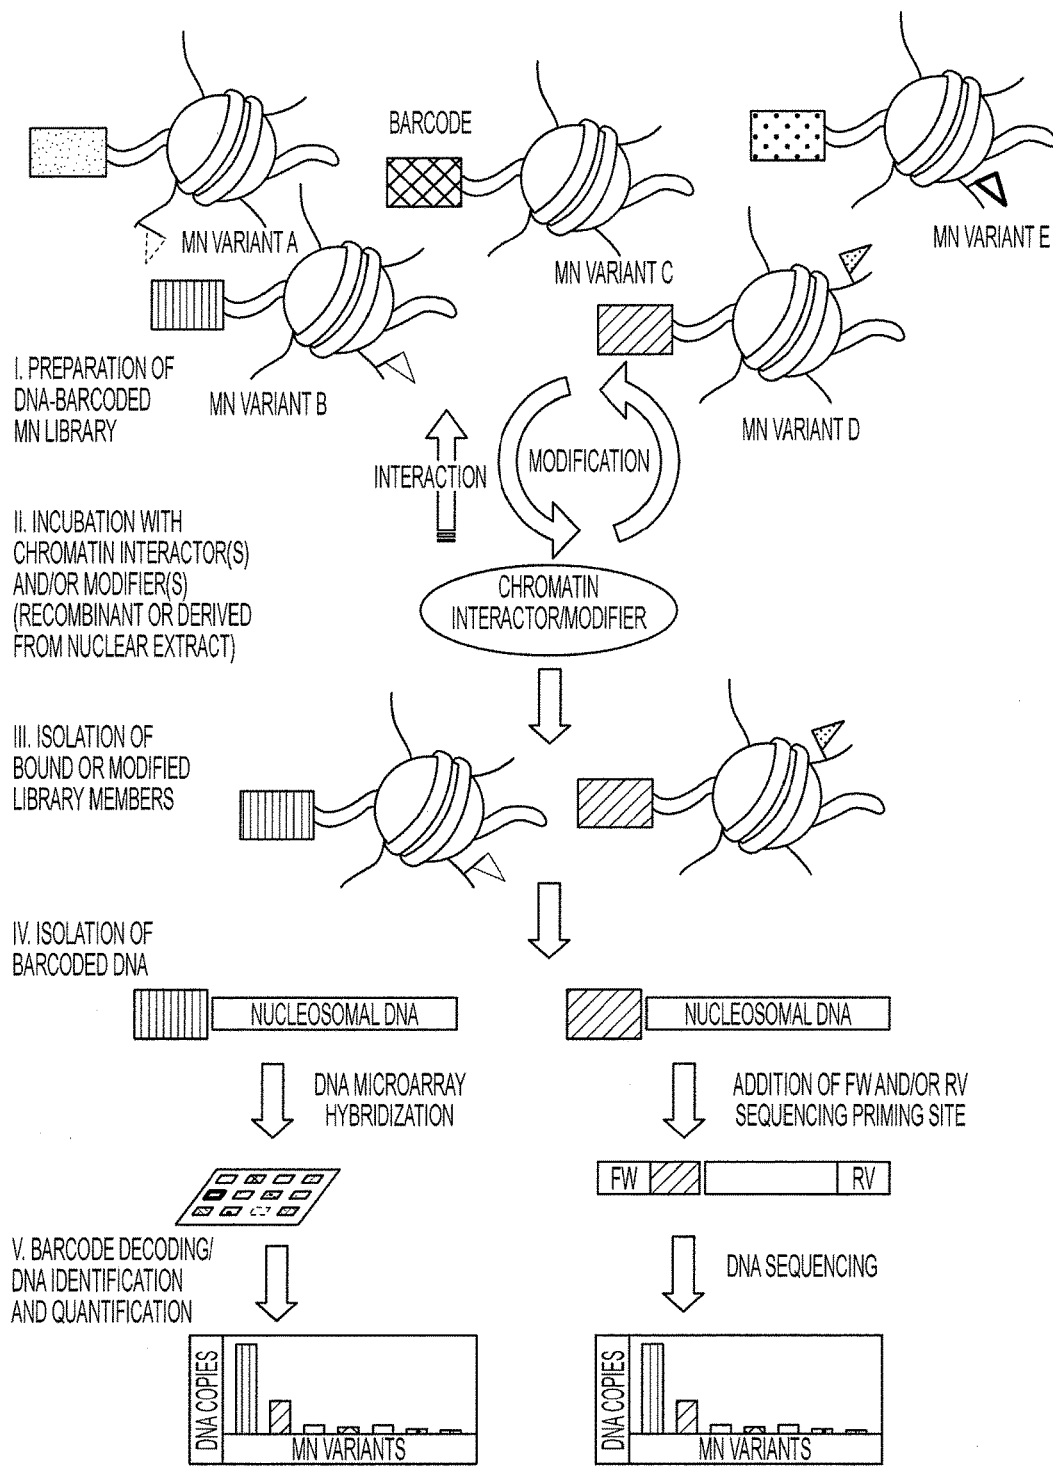 BARCODE
MN VARIANT A
MN VARIANT C
MN VARIANT E
I. PREPARATION OF
DNA-BARCODED
MN LIBRARY
MN VARIANT B
MN VARIANT D
INTERACTION
MODIFICATION
II. INCUBATION WITH
CHROMATIN INTERACTOR(S)
AND/OR MODIFIER(S)
(RECOMBINANT OR DERIVED
FROM NUCLEAR EXTRACT)
CHROMATIN
INTERACTOR/MODIFIER
III. ISOLATION OF
BOUND OR MODIFIED
LIBRARY MEMBERS
IV. ISOLATION OF
BARCODED DNA
NUCLEOSOMAL DNA
NUCLEOSOMAL DNA
DNA MICROARRAY
HYBRIDIZATION
ADDITION OF FW AND/OR RV
SEQUENCING PRIMING SITE
FW
RV
V. BARCODE DECODING/
DNA IDENTIFICATION
AND QUANTIFICATION
DNA SEQUENCING
DNA COPIES
MN VARIANTS
DNA COPIES
MN VARIANTS